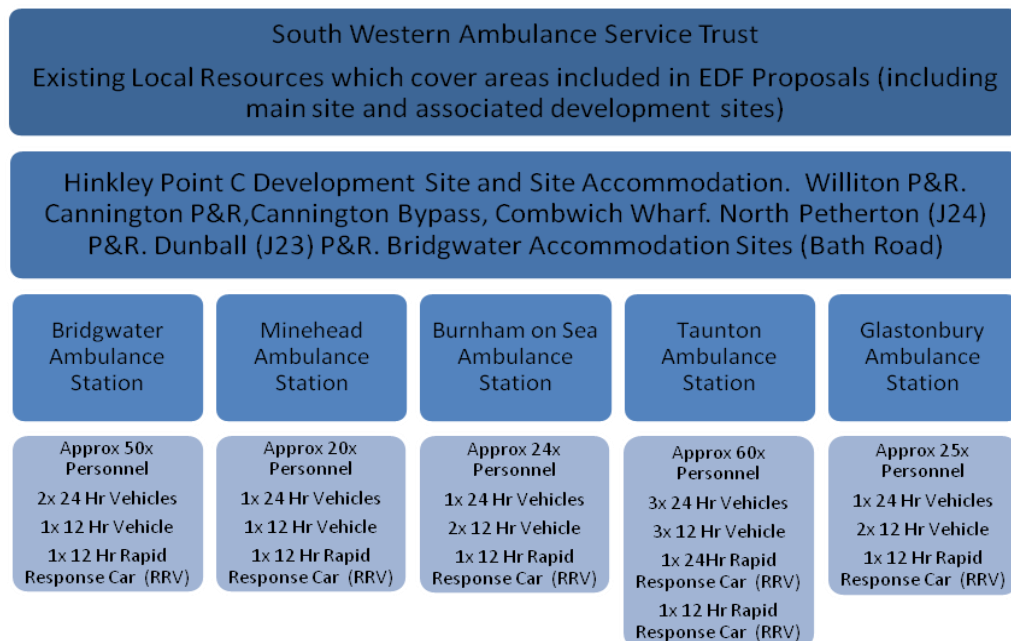 South Western Ambulance Service Trust
Existing Local Resources which cover areas included in EDF Proposals (including
main site and associated development sites)
Hinkley Point C Development Site and Site Accommodation.  Williton P&R.
Cannington P&R,Cannington Bypass, Combwich Wharf. North Petherton (J24)
P&R. Dunball (J23) P&R. Bridgwater Accommodation Sites (Bath Road)
Bridgwater
Ambulance
Station
Approx 50x
Personnel
2x 24 Hr Vehicles
1x 12 Hr Vehicle
1x 12 Hr Rapid
Response Car (RRV)
Minehead
Ambulance
Station
Approx 20x
Personnel
1x 24 Hr Vehicles
1x 12 Hr Vehicle
1x 12 Hr Rapid
Response Car (RRV)
Burnham on Sea
Ambulance
Station
Approx 24x
Personnel
1x 24 Hr Vehicles
2x 12 Hr Vehicle
1x 12 Hr Rapid
Response Car (RRV)
Taunton
Ambulance
Station
Approx 60x
Personnel
3x 24 Hr Vehicles
3x 12 Hr Vehicle
1x 24Hr Rapid
Response Car (RRV)
1x 12 Hr Rapid
Response Car (RRV)
Glastonbury
Ambulance
Station
Approx 25x
Personnel
1x 24 Hr Vehicles
2x 12 Hr Vehicle
1x 12 Hr Rapid
Response Car (RRV)